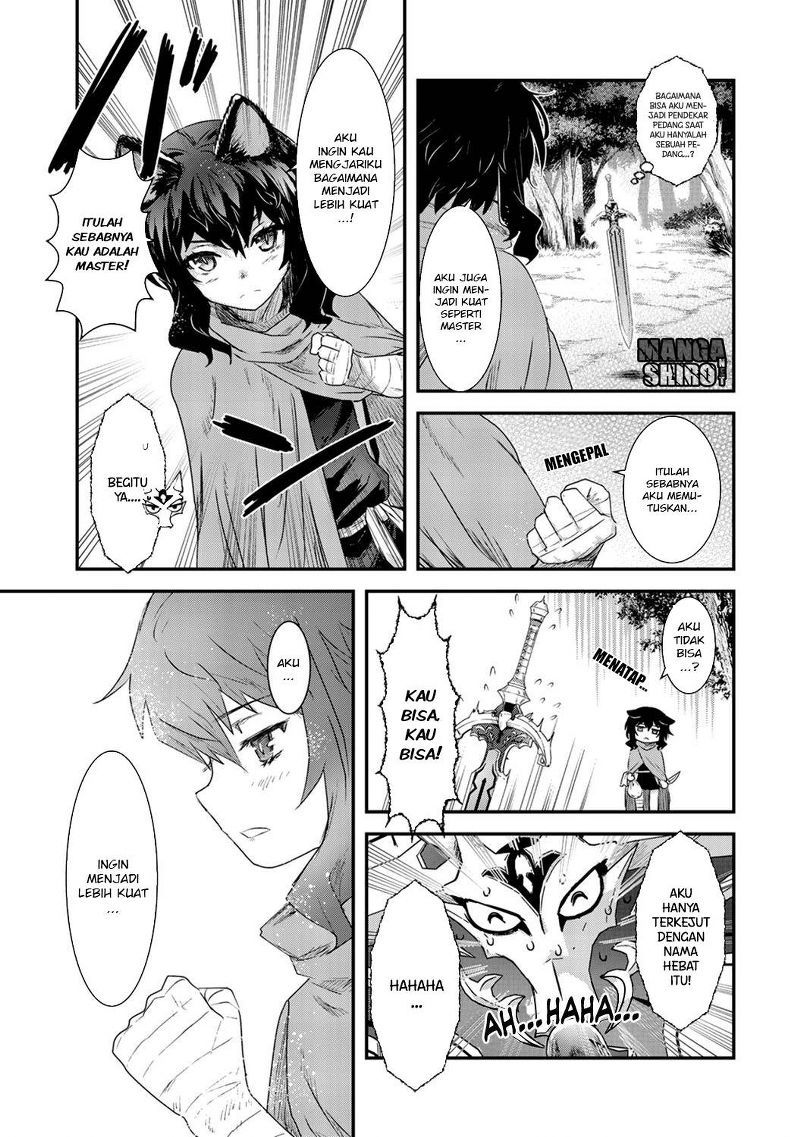 BAGAIMANA
BISA AKU MEN-
JADI PENDEKAR
PEDANG SAAT
AKU HANYALAH
SEBUAH PE-
DANG...?
AKU JUGA
INGIN MEN-
JADI KUAT
SEPERTI
MASTER
...
MANGA
SHIRO
NET
ITULAH
SEBABNYA
AKU MEMU-
TUSKAN...
MENGEPAL
AKU
INGIN KAU
MENGJARIKU
BAGAIMANA
MENJADI
LEBIH KUAT
...!
ITULAH
SEBABNYA
KAU ADALAH
MASTER!
BEGITU
YA....
AKU
TIDAK
BISA
...?
MENATAP...
KAU
BISA,
KAU
BISA!
AKU
HANYA
TERKEJUT
DENGAN
NAMA
HEBAT
ITU!
HAHAHA
...
AH...HAHA...
AKU
...
INGIN
MENJADI
LEBIH KUAT
...